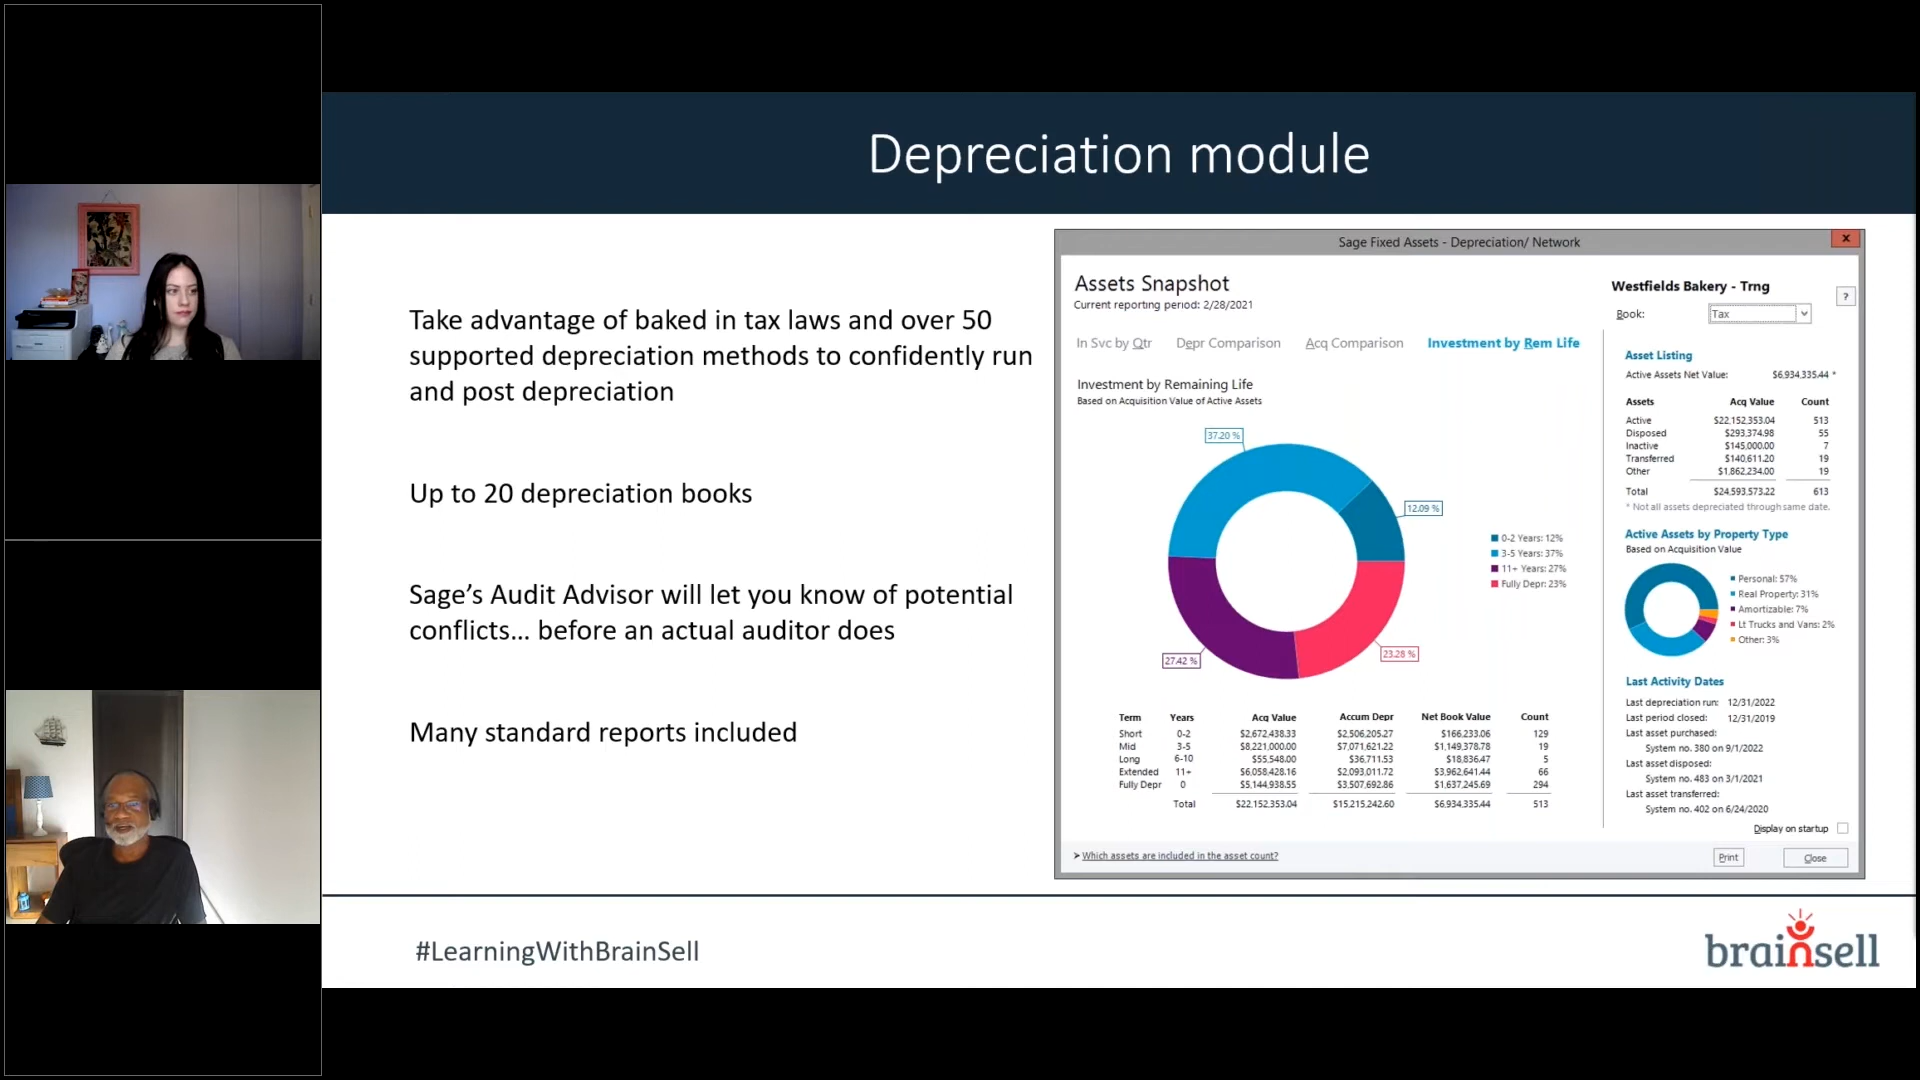 Depreciation module
Take advantage of baked in tax laws and over 50
supported depreciation methods to confidently run
and post depreciation
Up to 20 depreciation books
Sage’s Audit Advisor will let you know of potential
conflicts… before an actual auditor does
Many standard reports included
Sage Fixed Assets - Depreciation/ Network
x
Assets Snapshot
Current reporting period: 2/28/2021
In Svc by Qtr Depr Comparison Acq Comparison Investment by Rem Life
Investment by Remaining Life
Based on Acquisition Value of Active Assets
37.20 %
12.09 %
27.42 %
23.28 %
0-2 Years: 12%
3-5 Years: 37%
11+ Years: 27%
Fully Depr: 23%
Term Years Acq Value Accum Depr Net Book Value Count
Short 0-2 $2,672,438.33 $2,506,205.27 $166,233.06 129
Mid 3-5 $8,221,000.00 $7,071,621.22 $1,149,378.78 19
Long 6-10 $55,548.00 $36,711.53 $18,836.47 5
Extended 11+ $6,058,428.16 $2,093,011.72 $3,962,641.44 66
Fully Depr 0 $5,144,938.55 $3,507,692.86 $1,637,245.69 294
Total $22,152,353.04 $15,215,242.60 $6,934,335.44 513
Which assets are included in the asset count?
Westfields Bakery - Trng
?
Book: Tax
Asset Listing
Active Assets Net Value: $6,934,335.44 *
Assets Acq Value Count
Active $22,152,353.04 513
Disposed $293,374.98 55
Inactive $145,000.00 7
Transferred $140,611.20 19
Other $1,862,234.00 19
Total $24,593,573.22 613
* Not all assets depreciated through same date.
Active Assets by Property Type
Based on Acquisition Value
Personal: 57%
Real Property: 31%
Amortizable: 7%
Lt Trucks and Vans: 2%
Other: 3%
Last Activity Dates
Last depreciation run: 12/31/2022
Last period closed: 12/31/2019
Last asset purchased:
System no. 380 on 9/1/2022
Last asset disposed:
System no. 483 on 3/1/2021
Last asset transferred:
System no. 402 on 6/24/2020
Display on startup
Print Close
#LearningWithBrainSell
brainsell